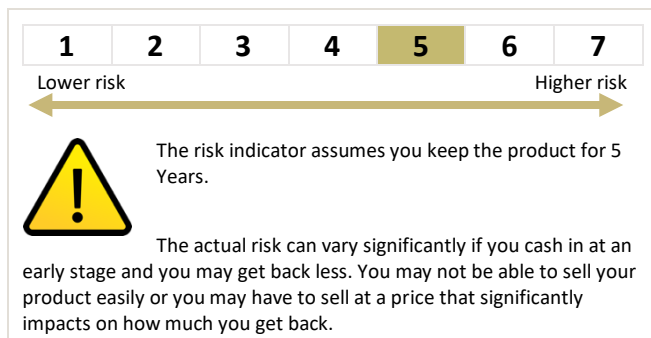 1 2 3 4 5 6 7
Lower risk Higher risk
The risk indicator assumes you keep the product for 5
Years.
The actual risk can vary significantly if you cash in at an
early stage and you may get back less. You may not be able to sell your
product easily or you may have to sell at a price that significantly
impacts on how much you get back.